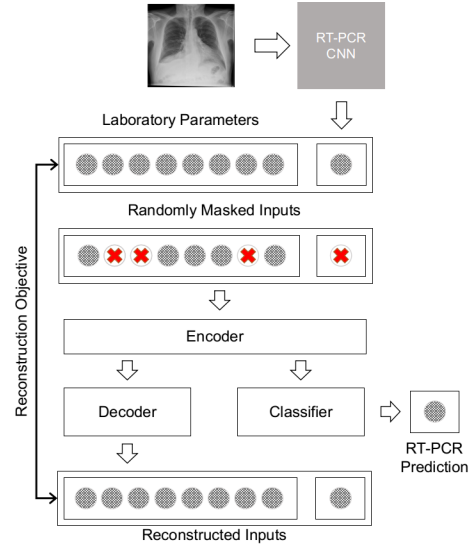 RT-PCR
CNN
Laboratory Parameters
Randomly Masked Inputs
Reconstruction Objective
Encoder
Decoder
Classifier
RT-PCR
Prediction
Reconstructed Inputs